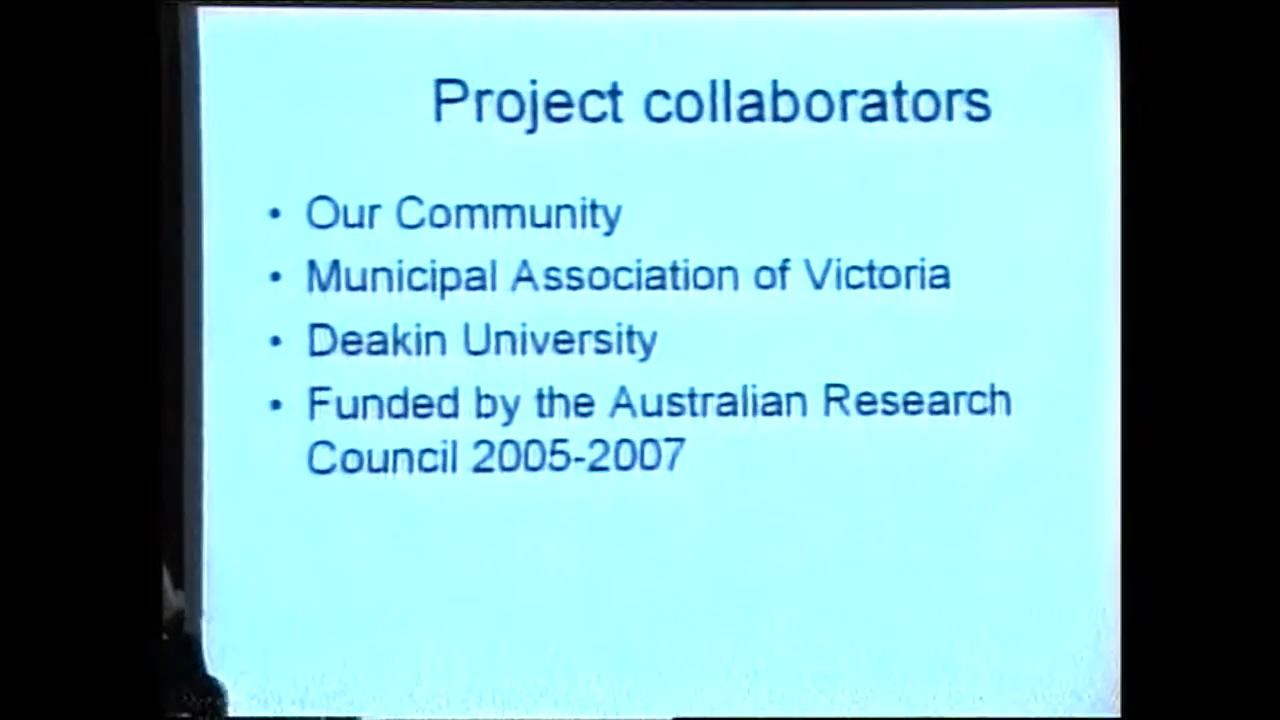 Project collaborators
• Our Community
• Municipal Association of Victoria
• Deakin University
• Funded by the Australian Research
Council 2005-2007